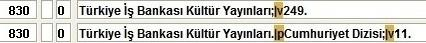 830 0 Türkiye İş Bankası Kültür Yayınları;|v249.
830 0 Türkiye İş Bankası Kültür Yayınları.|pCumhuriyet Dizisi;|v11.